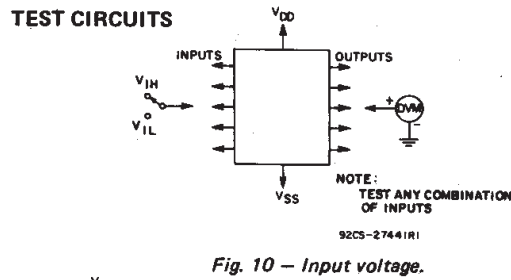 TEST CIRCUITS
VDD
INPUTS
OUTPUTS
VIH
VIL
+
DVM
-
VSS
NOTE:
TEST ANY COMBINATION
OF INPUTS
92CS-27441R1
Fig. 10 — Input voltage.
V